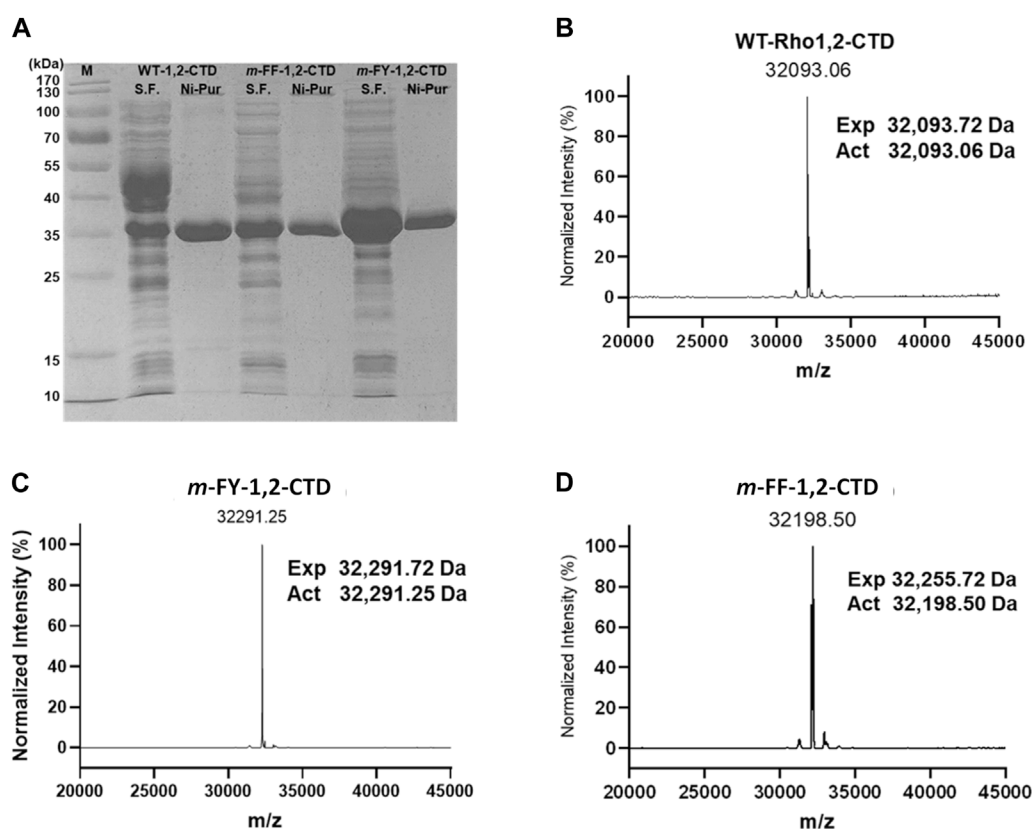 A
(kDa)
M
WT-1,2-CTD
m-FF-1,2-CTD
m-FY-1,2-CTD
S.F.
Ni-Pur
S.F.
Ni-Pur
S.F.
Ni-Pur
170
130
100
70
55
40
35
25
15
10
B
WT-Rho1,2-CTD
32093.06
Exp 32,093.72 Da
Act 32,093.06 Da
Normalized Intensity (%)
100
80
60
40
20
0
20000 25000 30000 35000 40000 45000
m/z
C
m-FY-1,2-CTD
32291.25
Exp 32,291.72 Da
Act 32,291.25 Da
Normalized Intensity (%)
100
80
60
40
20
0
20000 25000 30000 35000 40000 45000
m/z
D
m-FF-1,2-CTD
32198.50
Exp 32,255.72 Da
Act 32,198.50 Da
Normalized Intensity (%)
100
80
60
40
20
0
20000 25000 30000 35000 40000 45000
m/z